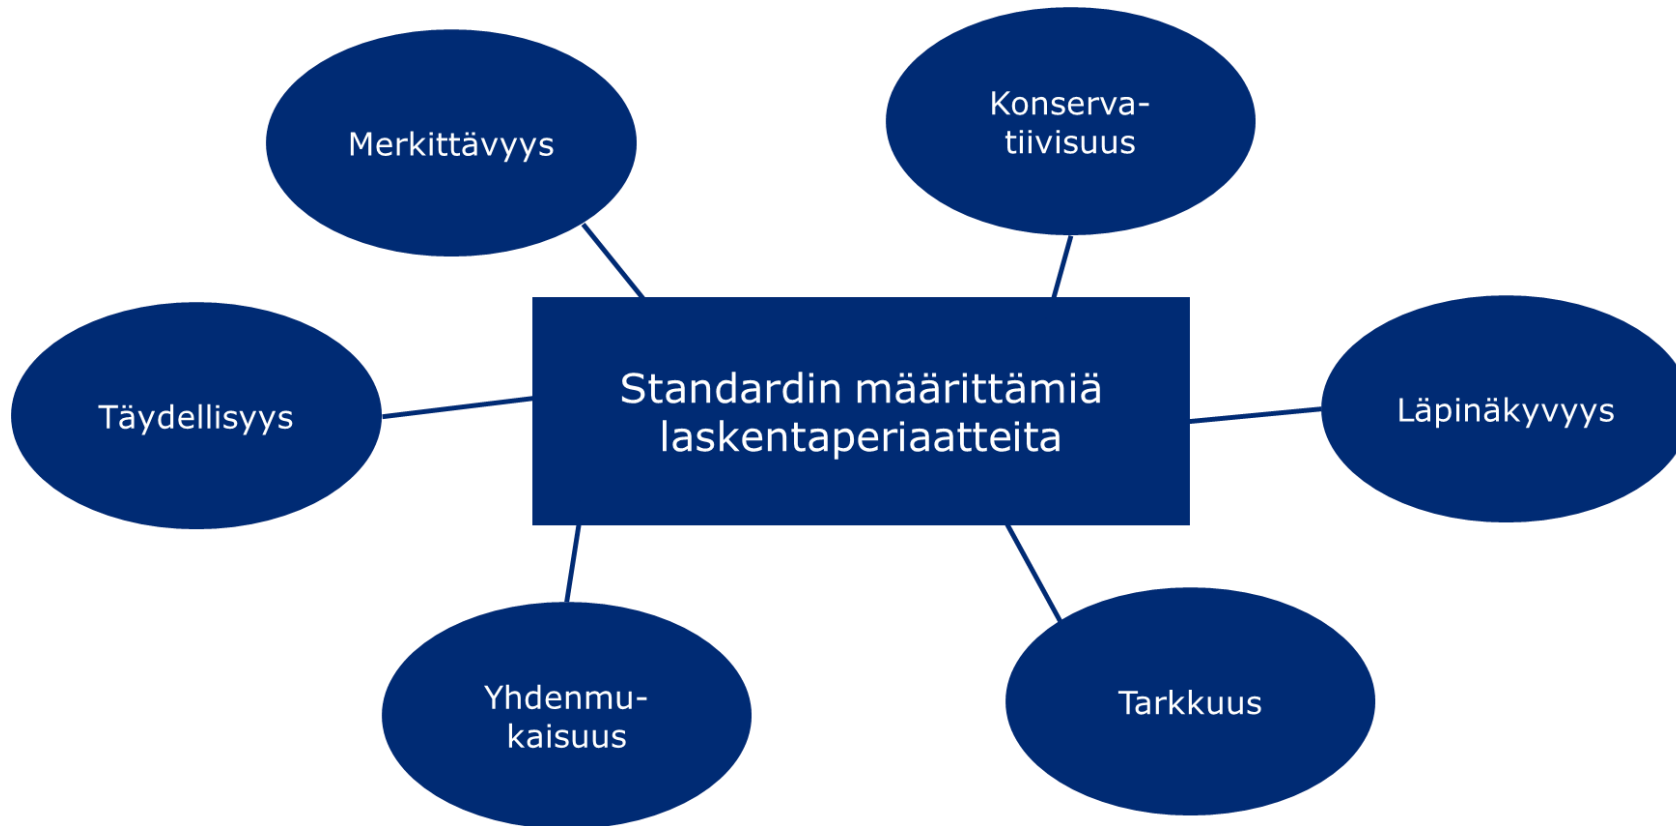 Merkittävyys
Konserva-
tiivisuus
Standardin määrittämiä
laskentaperiaatteita
Täydellisyys
Läpinäkyvyys
Yhdenmu-
kaisuus
Tarkkuus